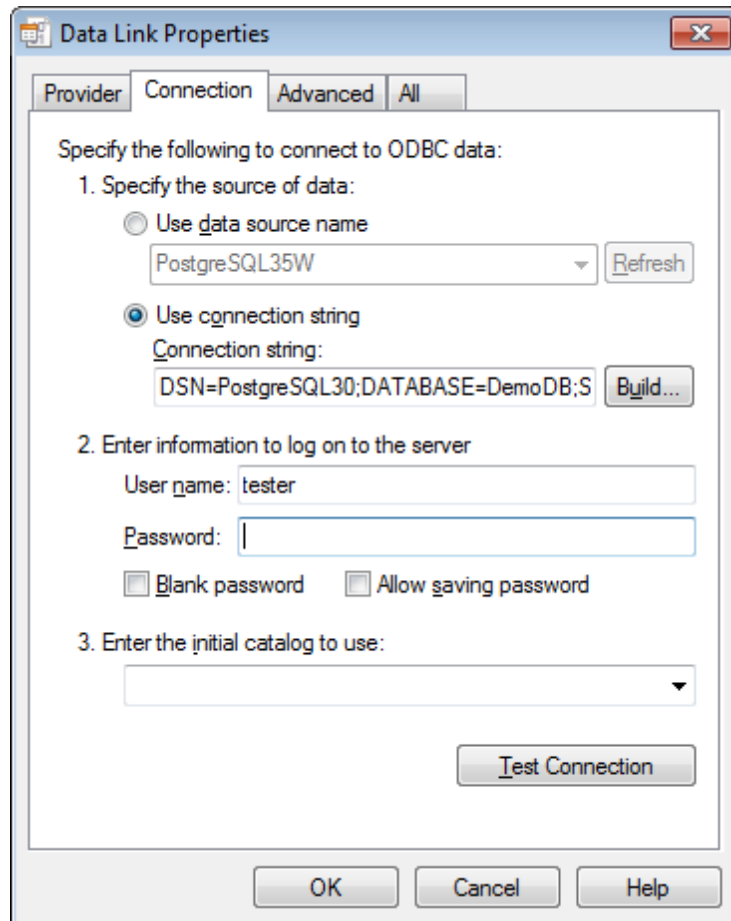 Data Link Properties
Provider Connection Advanced All
Specify the following to connect to ODBC data:
1. Specify the source of data:
Use data source name
PostgreSQL35W Refresh
Use connection string
Connection string:
DSN=PostgreSQL30;DATABASE=DemoDB;S Build...
2. Enter information to log on to the server
User name: tester
Password:
Blank password Allow saving password
3. Enter the initial catalog to use:
Test Connection
OK Cancel Help